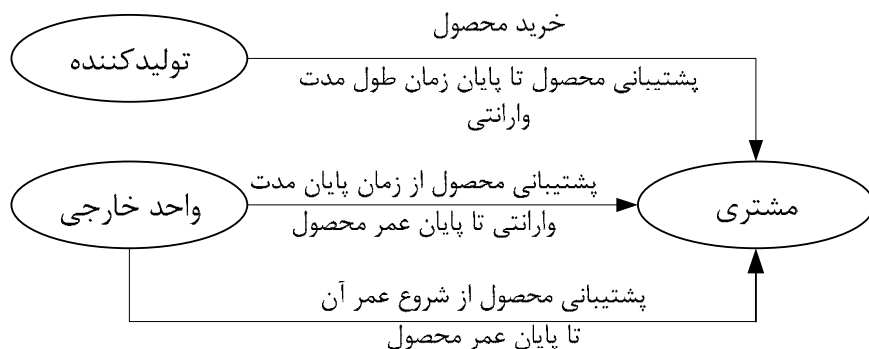 خرید محصول
تولیدکننده
پشتیبانی محصول تا پایان زمان طول مدت
وارانتی
پشتیبانی محصول از زمان پایان مدت
واحد خارجی
مشتری
وارانتی تا پایان عمر محصول
پشتیبانی محصول از شروع عمر آن
تا پایان عمر محصول